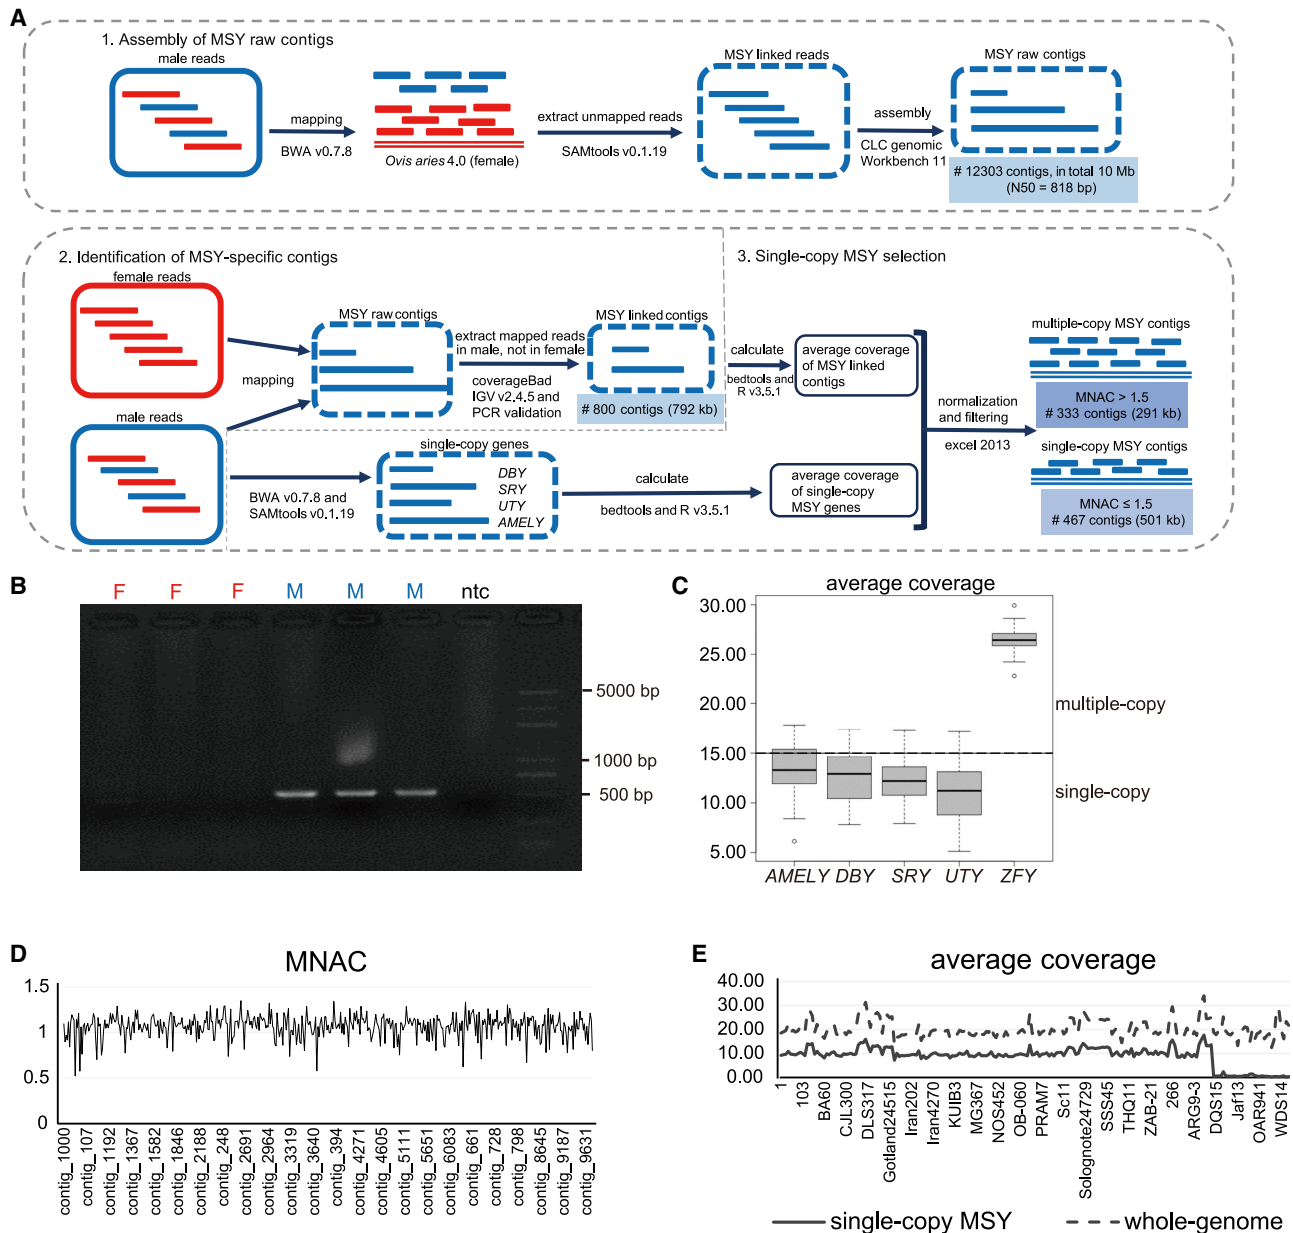 A
1. Assembly of MSY raw contigs
male reads
mapping
BWA v0.7.8
Ovis aries 4.0 (female)
extract unmapped reads
SAMtools v0.1.19
MSY linked reads
assembly
CLC genomic
Workbench 11
MSY raw contigs
# 12303 contigs, in total 10 Mb
(N50 = 818 bp)
2. Identification of MSY-specific contigs
female reads
male reads
mapping
MSY raw contigs
extract mapped reads
in male, not in female
coverageBad
IGV v2.4.5 and
PCR validation
MSY linked contigs
# 800 contigs (792 kb)
BWA v0.7.8 and
SAMtools v0.1.19
single-copy genes
DBY
SRY
UTY
AMELY
3. Single-copy MSY selection
calculate
bedtools and
R v3.5.1
average coverage
of MSY linked
contigs
calculate
bedtools and R v3.5.1
average coverage
of single-copy
MSY genes
normalization
and filtering
excel 2013
multiple-copy MSY contigs
MNAC > 1.5
# 333 contigs (291 kb)
single-copy MSY contigs
MNAC ≤ 1.5
# 467 contigs (501 kb)
B
F F F M M M ntc
5000 bp
1000 bp
500 bp
C
average coverage
30.00
25.00
20.00
15.00
10.00
5.00
multiple-copy
single-copy
AMELY DBY SRY UTY ZFY
D
MNAC
1.5
1
0.5
0
contig_1000
contig_107
contig_1192
contig_1367
contig_1582
contig_1846
contig_2188
contig_248
contig_2691
contig_2964
contig_3319
contig_3640
contig_394
contig_4271
contig_4605
contig_5111
contig_5651
contig_6083
contig_661
contig_728
contig_798
contig_8645
contig_9187
contig_9631
E
average coverage
40.00
30.00
20.00
10.00
0.00
1
103
BA60
CJL300
DLS317
Gotland24515
Iran202
Iran4270
KUIB3
MG367
NOS452
OB-060
PRAM7
Sc11
Solognote24729
SSS45
THQ11
ZAB-21
266
ARG9-3
DQS15
Jaf13
OAR941
WDS14
single-copy MSY
whole-genome